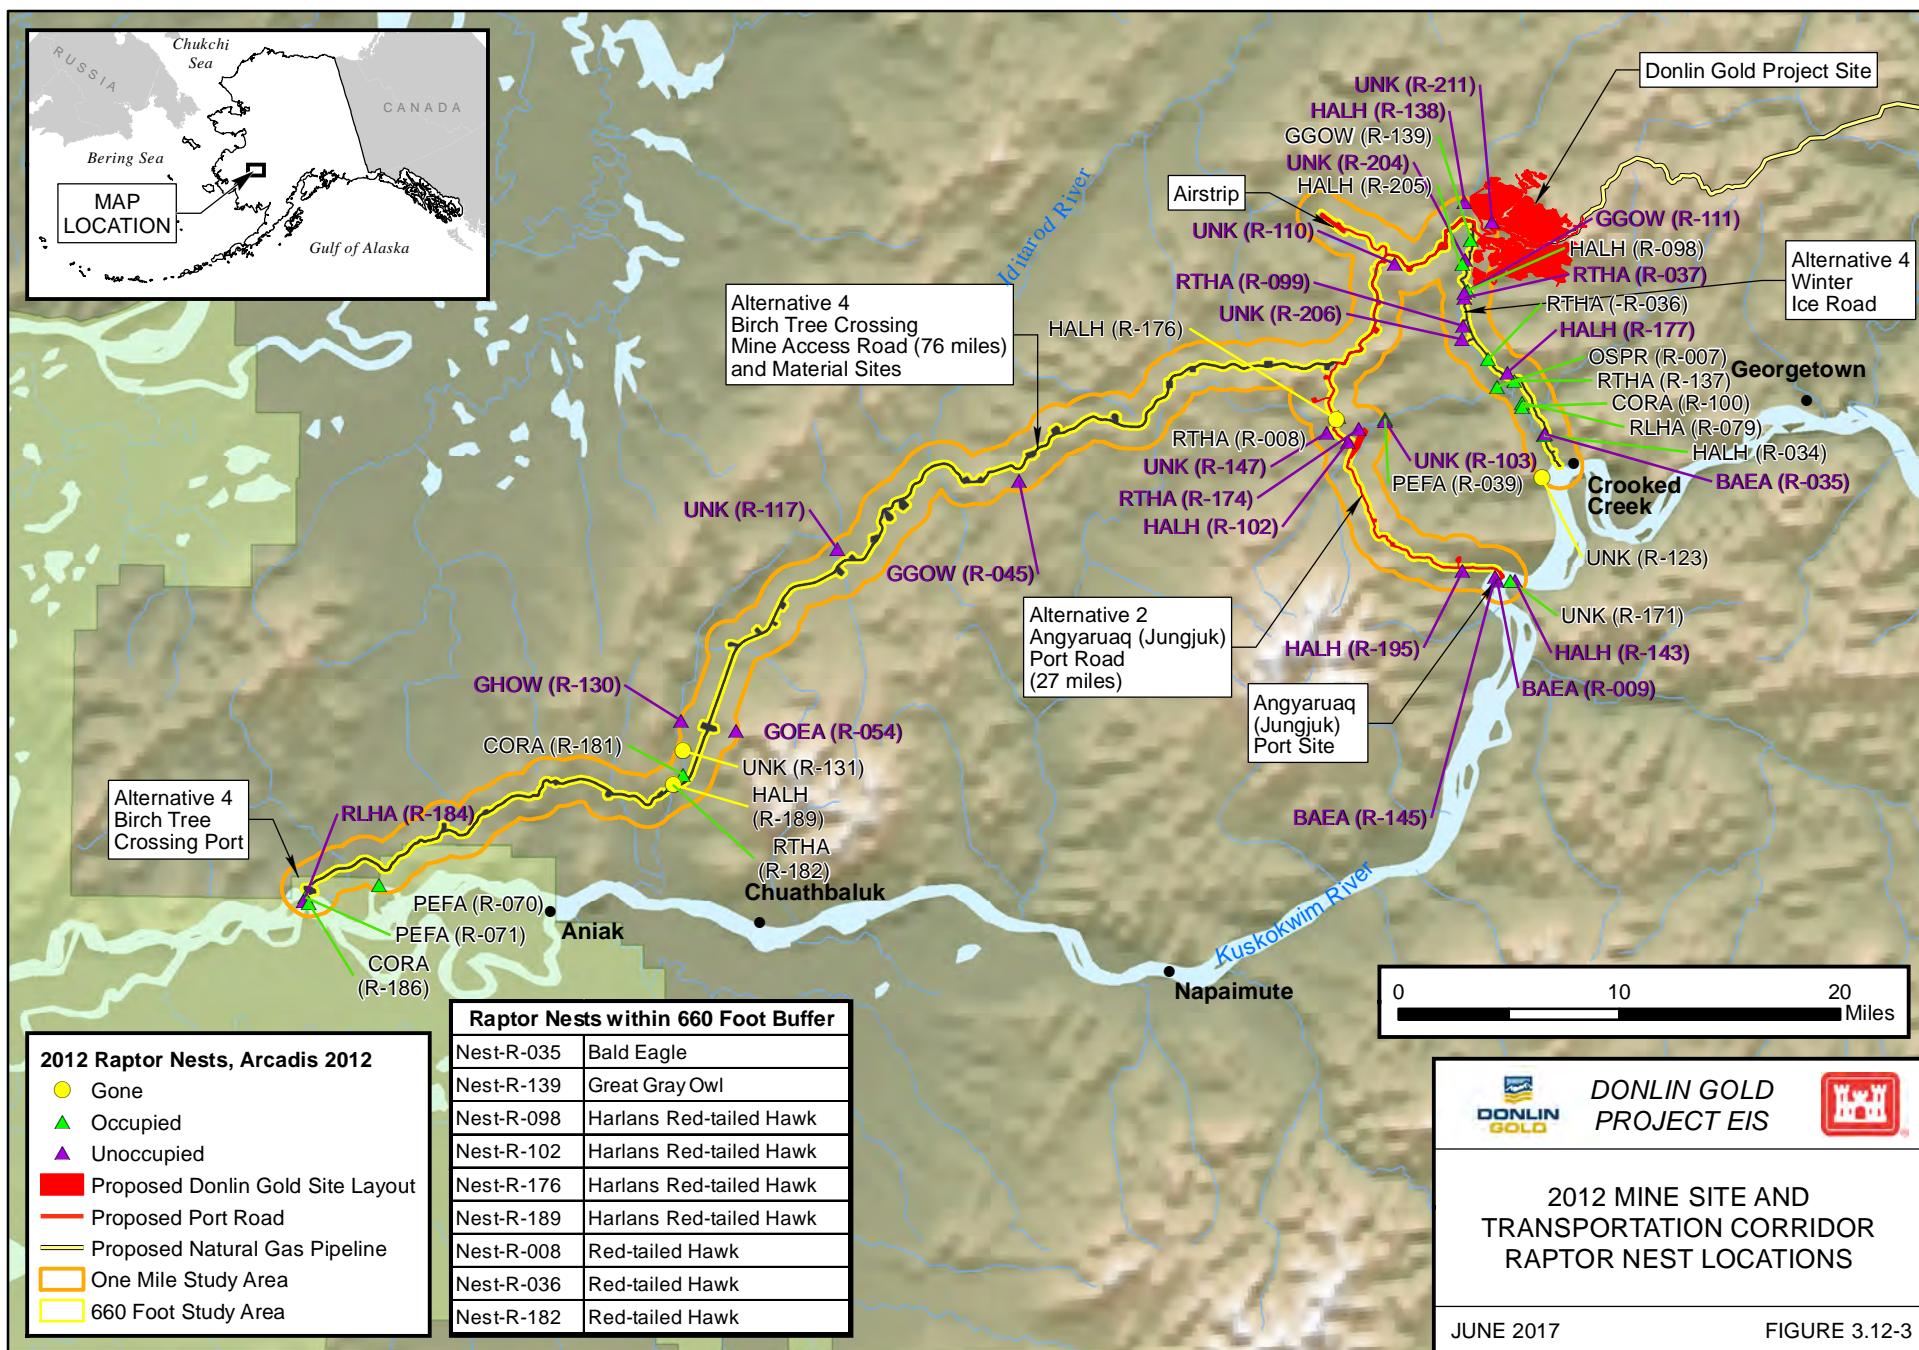 RUSSIA
Chukchi
Sea
CANADA
Bering Sea
MAP
LOCATION
Gulf of Alaska
Donlin Gold Project Site
UNK (R-211)
HALH (R-138)
GGOW (R-139)
UNK (R-204)
HALH (R-205)
Airstrip
UNK (R-110)
GGOW (R-111)
HALH (R-098)
RTHA (R-037)
Alternative 4
Winter
Ice Road
Iditarod River
RTHA (R-099)
UNK (R-206)
RTHA (-R-036)
HALH (R-177)
OSPR (R-007)
RTHA (R-137)
CORA (R-100)
RLHA (R-079)
HALH (R-034)
BAEA (R-035)
Georgetown
Alternative 4
Birch Tree Crossing
Mine Access Road (76 miles)
and Material Sites
HALH (R-176)
RTHA (R-008)
UNK (R-147)
RTHA (R-174)
HALH (R-102)
UNK (R-103)
PEFA (R-039)
Crooked
Creek
UNK (R-123)
UNK (R-117)
GGOW (R-045)
Alternative 2
Angyaruaq (Jungjuk)
Port Road
(27 miles)
UNK (R-171)
HALH (R-195)
HALH (R-143)
BAEA (R-009)
Angyaruaq
(Jungjuk)
Port Site
BAEA (R-145)
GHOW (R-130)
GOEA (R-054)
CORA (R-181)
UNK (R-131)
HALH
(R-189)
RTHA
(R-182)
Alternative 4
Birch Tree
Crossing Port
RLHA (R-184)
PEFA (R-070)
PEFA (R-071)
CORA
(R-186)
Aniak
Chuathbaluk
Kuskokwim River
Napaimute
0 10 20
Miles
2012 Raptor Nests, Arcadis 2012
Gone
Occupied
Unoccupied
Proposed Donlin Gold Site Layout
Proposed Port Road
Proposed Natural Gas Pipeline
One Mile Study Area
660 Foot Study Area
Raptor Nests within 660 Foot Buffer
Nest-R-035 Bald Eagle
Nest-R-139 Great Gray Owl
Nest-R-098 Harlans Red-tailed Hawk
Nest-R-102 Harlans Red-tailed Hawk
Nest-R-176 Harlans Red-tailed Hawk
Nest-R-189 Harlans Red-tailed Hawk
Nest-R-008 Red-tailed Hawk
Nest-R-036 Red-tailed Hawk
Nest-R-182 Red-tailed Hawk
DONLIN
GOLD
DONLIN GOLD
PROJECT EIS
2012 MINE SITE AND
TRANSPORTATION CORRIDOR
RAPTOR NEST LOCATIONS
JUNE 2017 FIGURE 3.12-3